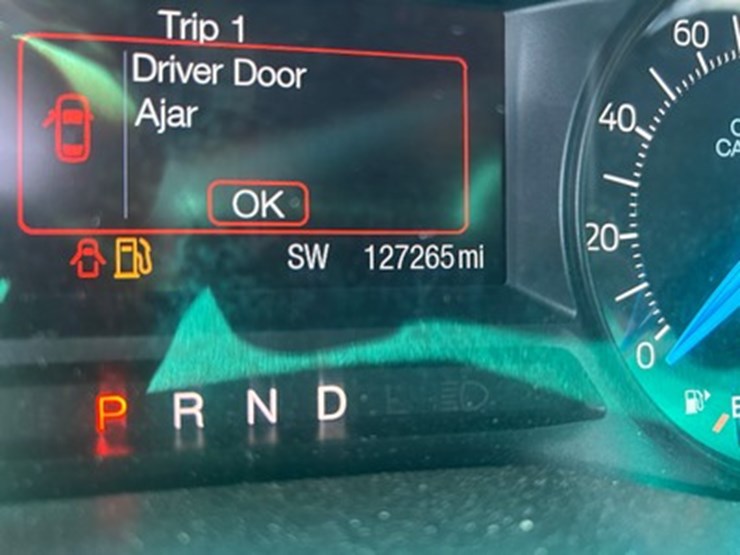 Trip 1
Driver Door
Ajar
OK
SW 127265 mi
P R N D
60
40
20
0